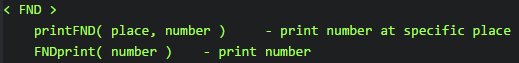 < FND >
printFND( place, number )     - print number at specific place
FNDprint( number )    - print number